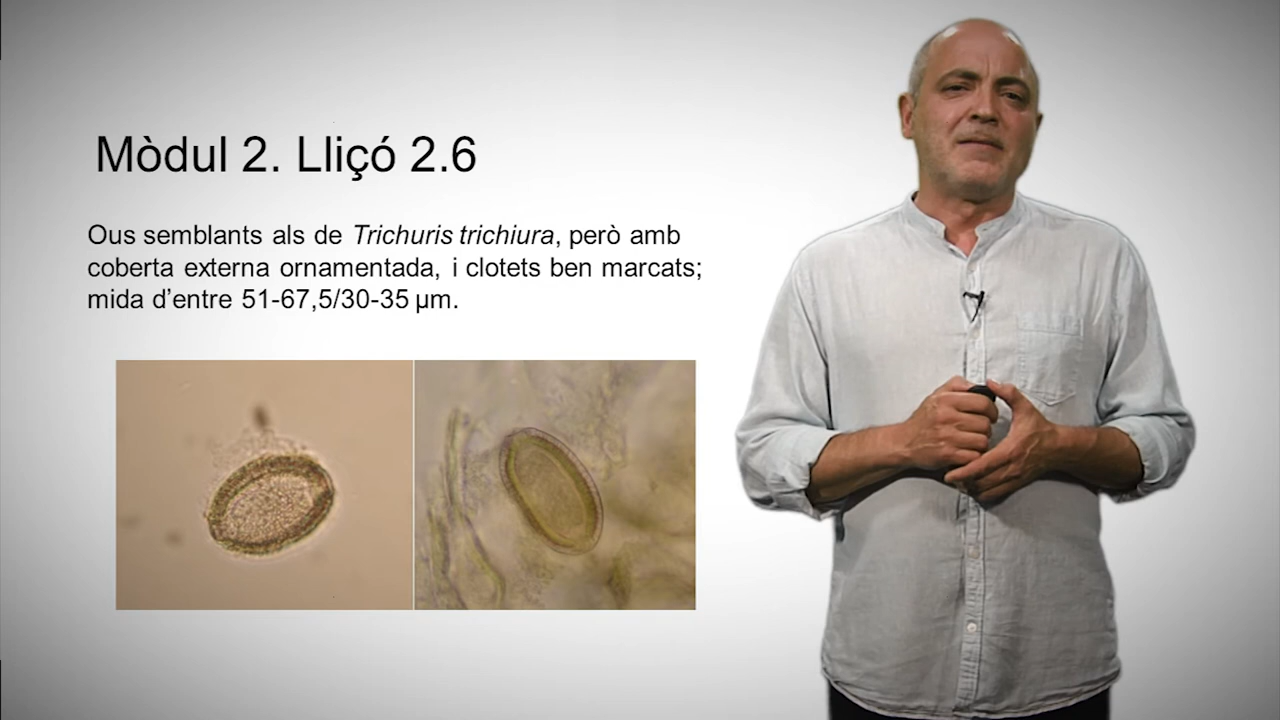 Mòdul 2. Lliçó 2.6
Ous semblants als de Trichuris trichiura, però amb
coberta externa ornamentada, i clotets ben marcats;
mida d’entre 51-67,5/30-35 µm.